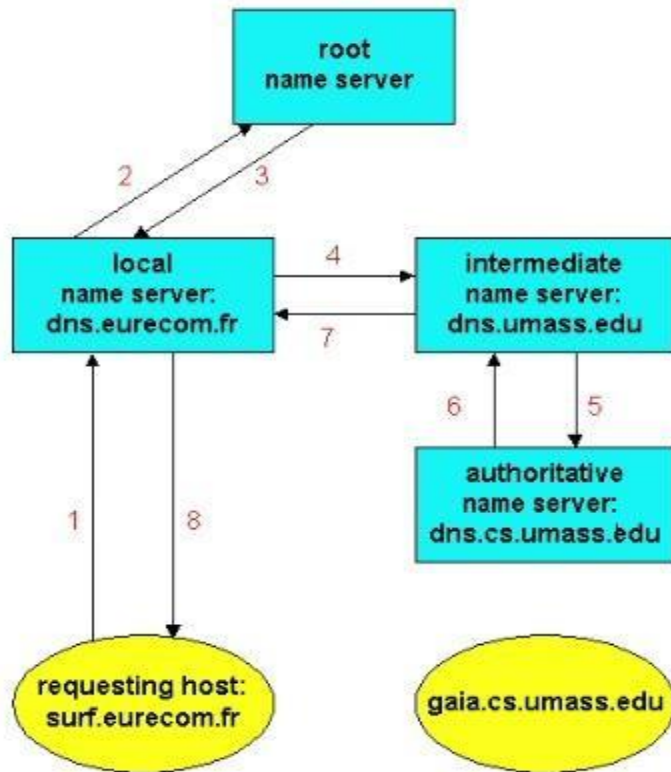 root
name server
2
3
local
name server:
dns.eurecom.fr
4
7
intermediate
name server:
dns.umass.edu
6
5
authoritative
name server:
dns.cs.umass.edu
1
8
requesting host:
surf.eurecom.fr
gaia.cs.umass.edu